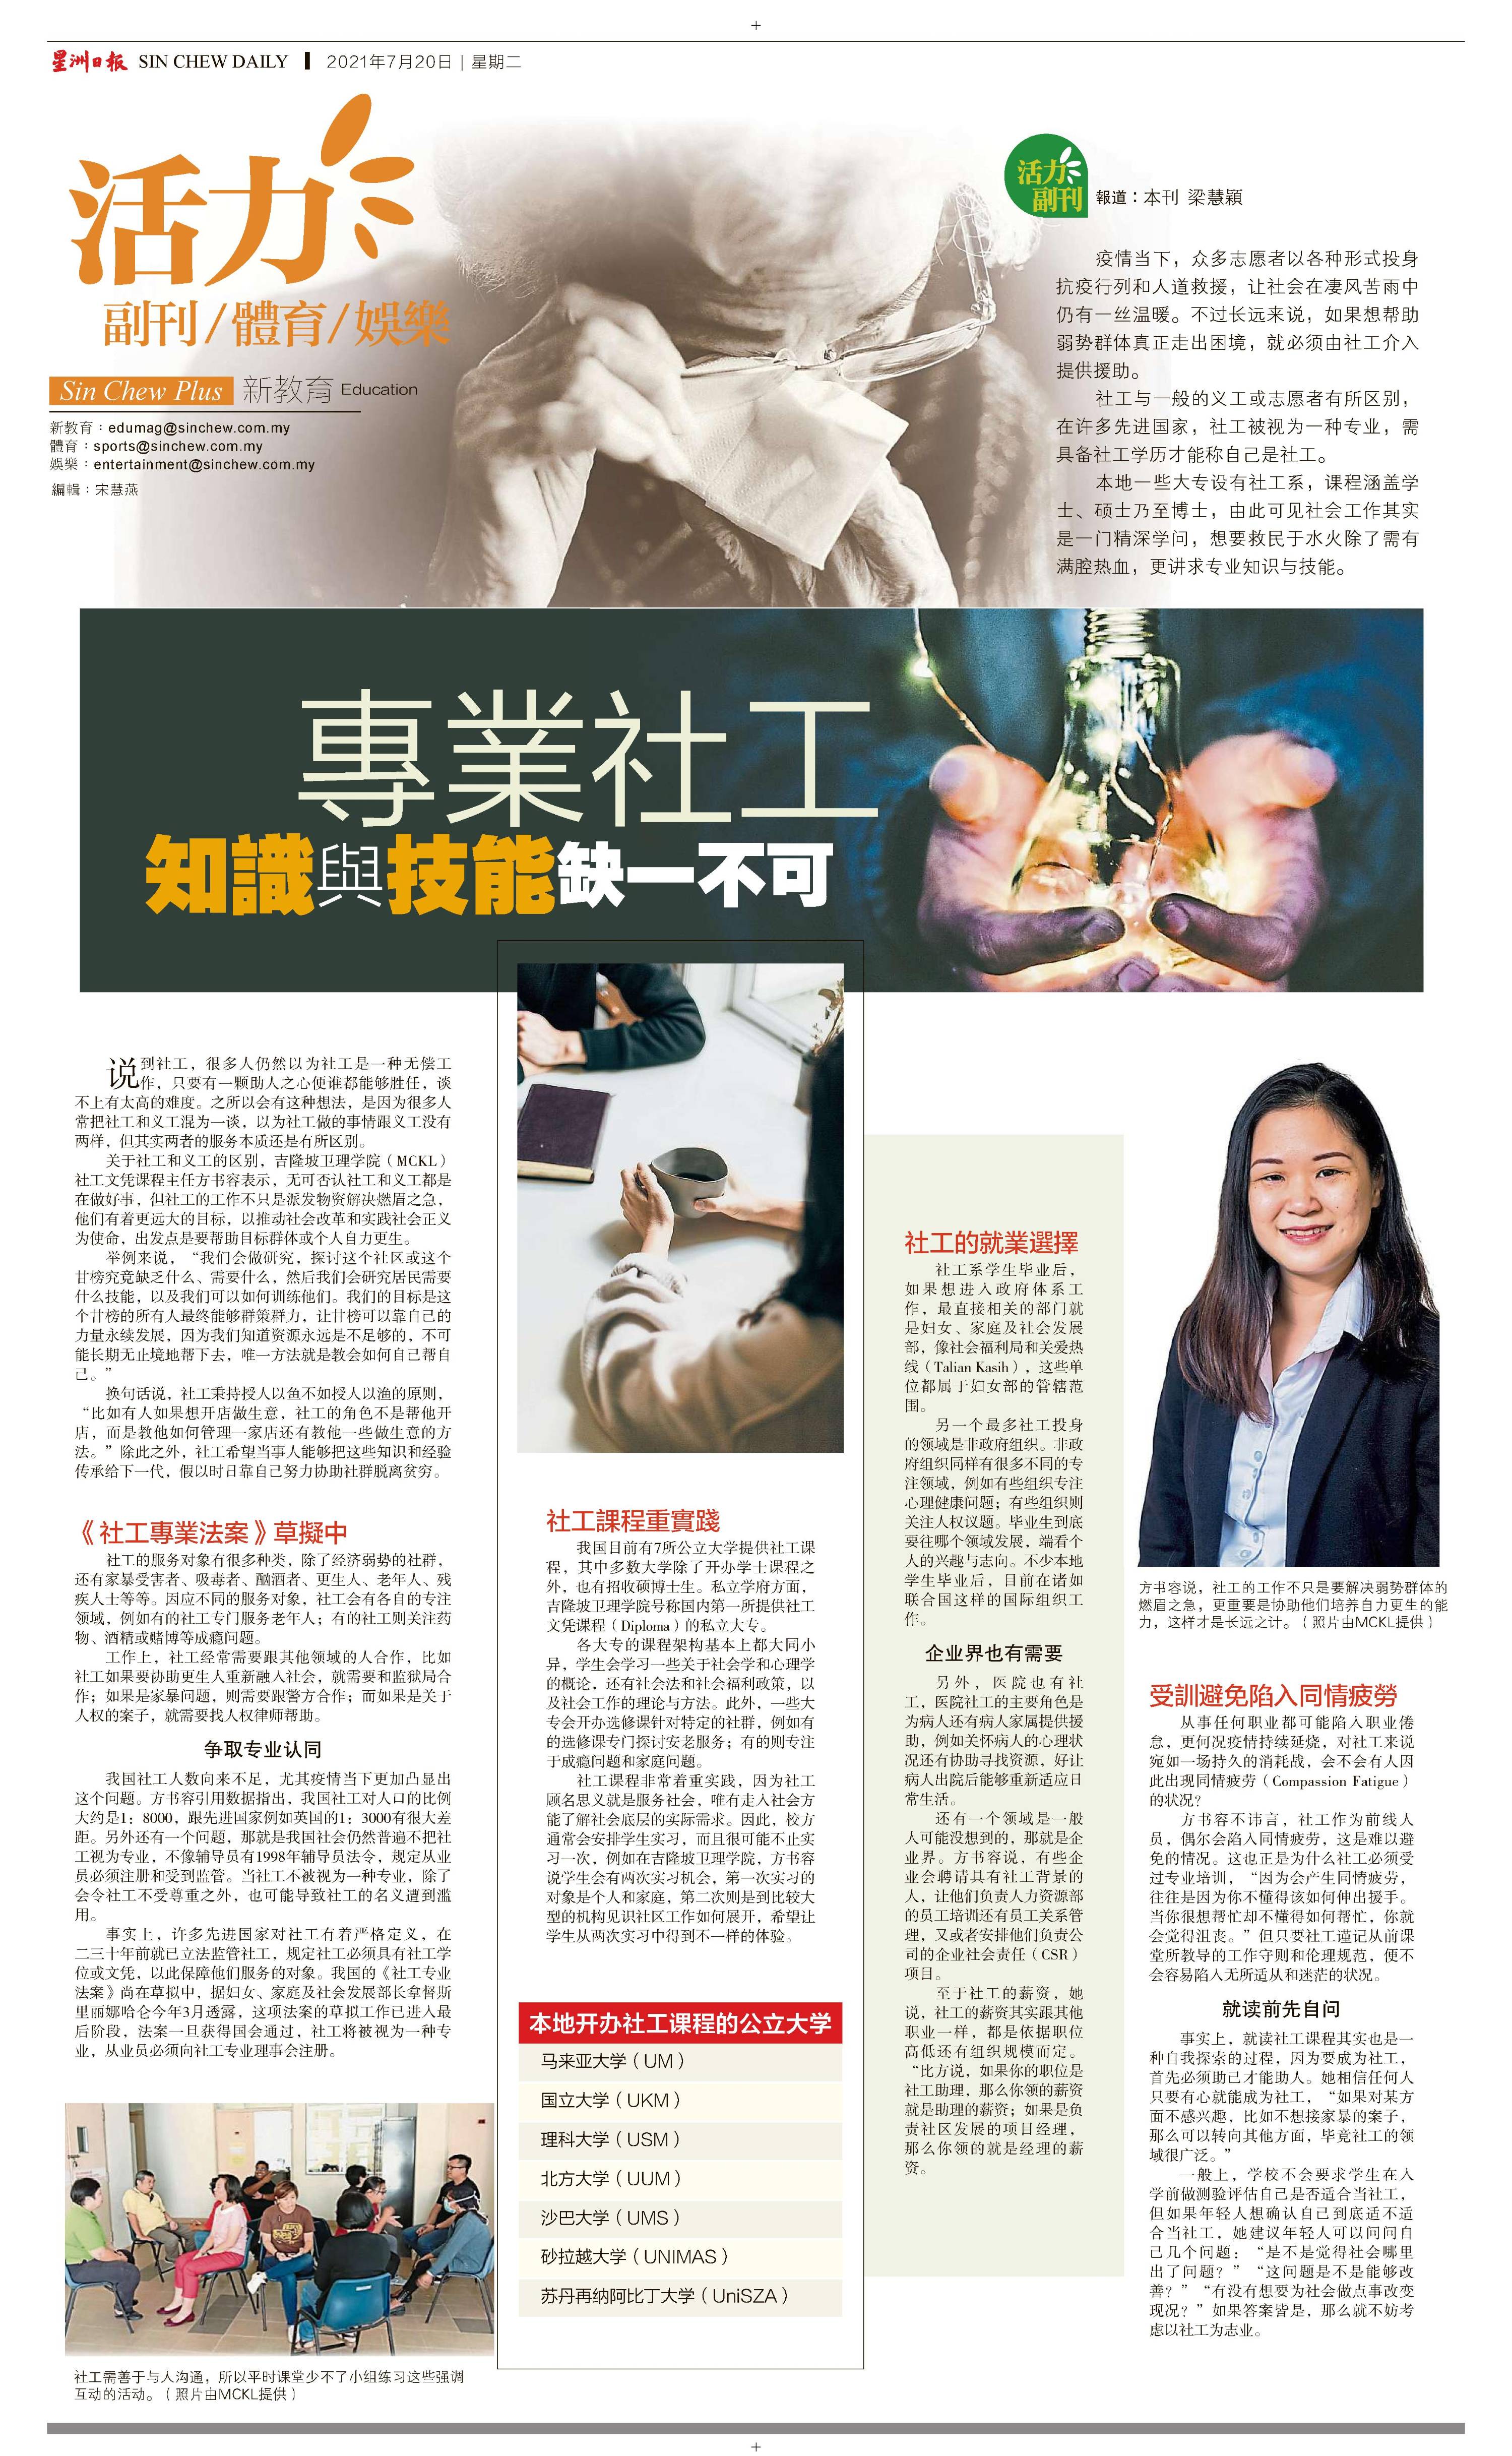 星洲日报 SIN CHEW DAILY 2021年7月20日 | 星期二
活力
副刊/體育/娛樂
Sin Chew Plus 新教育 Education
新教育：edumag@sinchew.com.my
體育：sports@sinchew.com.my
娛樂：entertainment@sinchew.com.my
編輯：宋慧燕
活力
副刊
報道：本刊 梁慧穎
疫情当下，众多志愿者以各种形式投身
抗疫行列和人道救援，让社会在凄风苦雨中
仍有一丝温暖。不过长远来说，如果想帮助
弱势群体真正走出困境，就必须由社工介入
提供援助。
社工与一般的义工或志愿者有所区别，
在许多先进国家，社工被视为一种专业，需
具备社工学历才能称自己是社工。
本地一些大专设有社工系，课程涵盖学
士、硕士乃至博士，由此可见社会工作其实
是一门精深学问，想要救民于水火除了需有
满腔热血，更讲求专业知识与技能。
專業社工
知識與技能缺一不可
说到社工，很多人仍然以为社工是一种无偿工
作，只要有一颗助人之心便谁都能够胜任，谈
不上有太高的难度。之所以会有这种想法，是因为很多人
常把社工和义工混为一谈，以为社工做的事情跟义工没有
两样，但其实两者的服务本质还是有所区别。
关于社工和义工的区别，吉隆坡卫理学院（MCKL）
社工文凭课程主任方书容表示，无可否认社工和义工都是
在做好事，但社工的工作不只是派发物资解决燃眉之急，
他们有着更远大的目标，以推动社会改革和实践社会正义
为使命，出发点是要帮助目标群体或个人自力更生。
举例来说，“我们会做研究，探讨这个社区或这个
甘榜究竟缺乏什么、需要什么，然后我们会研究居民需要
什么技能，以及我们可以如何训练他们。我们的目标是这
个甘榜的所有人最终能够群策群力，让甘榜可以靠自己的
力量永续发展，因为我们知道资源永远是不足够的，不可
能长期无止境地帮下去，唯一方法就是教会如何自己帮自
己。”
换句话说，社工秉持授人以鱼不如授人以渔的原则，
“比如有人如果想开店做生意，社工的角色不是帮他开
店，而是教他如何管理一家店还有教他一些做生意的方
法。”除此之外，社工希望当事人能够把这些知识和经验
传承给下一代，假以时日靠自己努力协助社群脱离贫穷。
《社工專業法案》草擬中
社工的服务对象有很多种类，除了经济弱势的社群，
还有家暴受害者、吸毒者、酗酒者、更生人、老年人、残
疾人士等等。因应不同的服务对象，社工会有各自的专注
领域，例如有的社工专门服务老年人；有的社工则关注药
物、酒精或赌博等成瘾问题。
工作上，社工经常需要跟其他领域的人合作，比如
社工如果要协助更生人重新融入社会，就需要和监狱局合
作；如果是家暴问题，则需要跟警方合作；而如果是关于
人权的案子，就需要找人权律师帮助。
争取专业认同
我国社工人数向来不足，尤其疫情当下更加凸显出
这个问题。方书容引用数据指出，我国社工对人口的比例
大约是1：8000，跟先进国家例如英国的1：3000有很大差
距。另外还有一个问题，那就是我国社会仍然普遍不把社
工视为专业，不像辅导员有1998年辅导员法令，规定从业
员必须注册和受到监管。当社工不被视为一种专业，除了
会令社工不受尊重之外，也可能导致社工的名义遭到滥
用。
事实上，许多先进国家对社工有着严格定义，在
二三十年前就已立法监管社工，规定社工必须具有社工学
位或文凭，以此保障他们服务的对象。我国的《社工专业
法案》尚在草拟中，据妇女、家庭及社会发展部长拿督斯
里丽娜哈仑今年3月透露，这项法案的草拟工作已进入最
后阶段，法案一旦获得国会通过，社工将被视为一种专
业，从业员必须向社工专业理事会注册。
社工需善于与人沟通，所以平时课堂少不了小组练习这些强调
互动的活动。（照片由MCKL提供）
社工課程重實踐
我国目前有7所公立大学提供社工课
程，其中多数大学除了开办学士课程之
外，也有招收硕博士生。私立学府方面，
吉隆坡卫理学院号称国内第一所提供社工
文凭课程（Diploma）的私立大专。
各大专的课程架构基本上都大同小
异，学生会学习一些关于社会学和心理学
的概论，还有社会法和社会福利政策，以
及社会工作的理论与方法。此外，一些大
专会开办选修课针对特定的社群，例如有
的选修课专门探讨安老服务；有的则专注
于成瘾问题和家庭问题。
社工课程非常着重实践，因为社工
顾名思义就是服务社会，唯有走入社会方
能了解社会底层的实际需求。因此，校方
通常会安排学生实习，而且很可能不止实
习一次，例如在吉隆坡卫理学院，方书容
说学生会有两次实习机会，第一次实习的
对象是个人和家庭，第二次则是到比较大
型的机构见识社区工作如何展开，希望让
学生从两次实习中得到不一样的体验。
本地开办社工课程的公立大学
马来亚大学（UM）
国立大学（UKM）
理科大学（USM）
北方大学（UUM）
沙巴大学（UMS）
砂拉越大学（UNIMAS）
苏丹再纳阿比丁大学（UniSZA）
社工的就業選擇
社工系学生毕业后，
如果想进入政府体系工
作，最直接相关的部门就
是妇女、家庭及社会发展
部，像社会福利局和关爱热
线（Talian Kasih），这些单
位都属于妇女部的管辖范
围。
另一个最多社工投身
的领域是非政府组织。非政
府组织同样有很多不同的专
注领域，例如有些组织专注
心理健康问题；有些组织则
关注人权议题。毕业生到底
要往哪个领域发展，端看个
人的兴趣与志向。不少本地
学生毕业后，目前在诸如
联合国这样的国际组织工
作。
企业界也有需要
另外，医院也有社
工，医院社工的主要角色是
为病人还有病人家属提供援
助，例如关怀病人的心理状
况还有协助寻找资源，好让
病人出院后能够重新适应日
常生活。
还有一个领域是一般
人可能没想到的，那就是企
业界。方书容说，有些企
业会聘请具有社工背景的
人，让他们负责人力资源部
的员工培训还有员工关系管
理，又或者安排他们负责公
司的企业社会责任（CSR）
项目。
至于社工的薪资，她
说，社工的薪资其实跟其他
职业一样，都是依据职位
高低还有组织规模而定。
“比方说，如果你的职位是
社工助理，那么你领的薪资
就是助理的薪资；如果是负
责社区发展的项目经理，
那么你领的就是经理的薪
资。
方书容说，社工的工作不只是要解决弱势群体的
燃眉之急，更重要是协助他们培养自力更生的能
力，这样才是长远之计。（照片由MCKL提供）
受訓避免陷入同情疲勞
从事任何职业都可能陷入职业倦
怠，更何况疫情持续延烧，对社工来说
宛如一场持久的消耗战，会不会有人因
此出现同情疲劳（Compassion Fatigue）
的状况？
方书容不讳言，社工作为前线人
员，偶尔会陷入同情疲劳，这是难以避
免的情况。这也正是为什么社工必须受
过专业培训，“因为会产生同情疲劳，
往往是因为你不懂得该如何伸出援手。
当你很想帮忙却不懂得如何帮忙，你就
会觉得沮丧。”但只要社工谨记从前课
堂所教导的工作守则和伦理规范，便不
会容易陷入无所适从和迷茫的状况。
就读前先自问
事实上，就读社工课程其实也是一
种自我探索的过程，因为要成为社工，
首先必须助己才能助人。她相信任何人
只要有心就能成为社工，“如果对某方
面不感兴趣，比如不想接家暴的案子，
那么可以转向其他方面，毕竟社工的领
域很广泛。”
一般上，学校不会要求学生在入
学前做测验评估自己是否适合当社工，
但如果年轻人想确认自己到底适不适
合当社工，她建议年轻人可以问问自
己几个问题：“是不是觉得社会哪里
出了问题？”“这问题是不是能够改
善？”“有没有想要为社会做点事改变
现况？”如果答案皆是，那么就不妨考
虑以社工为志业。